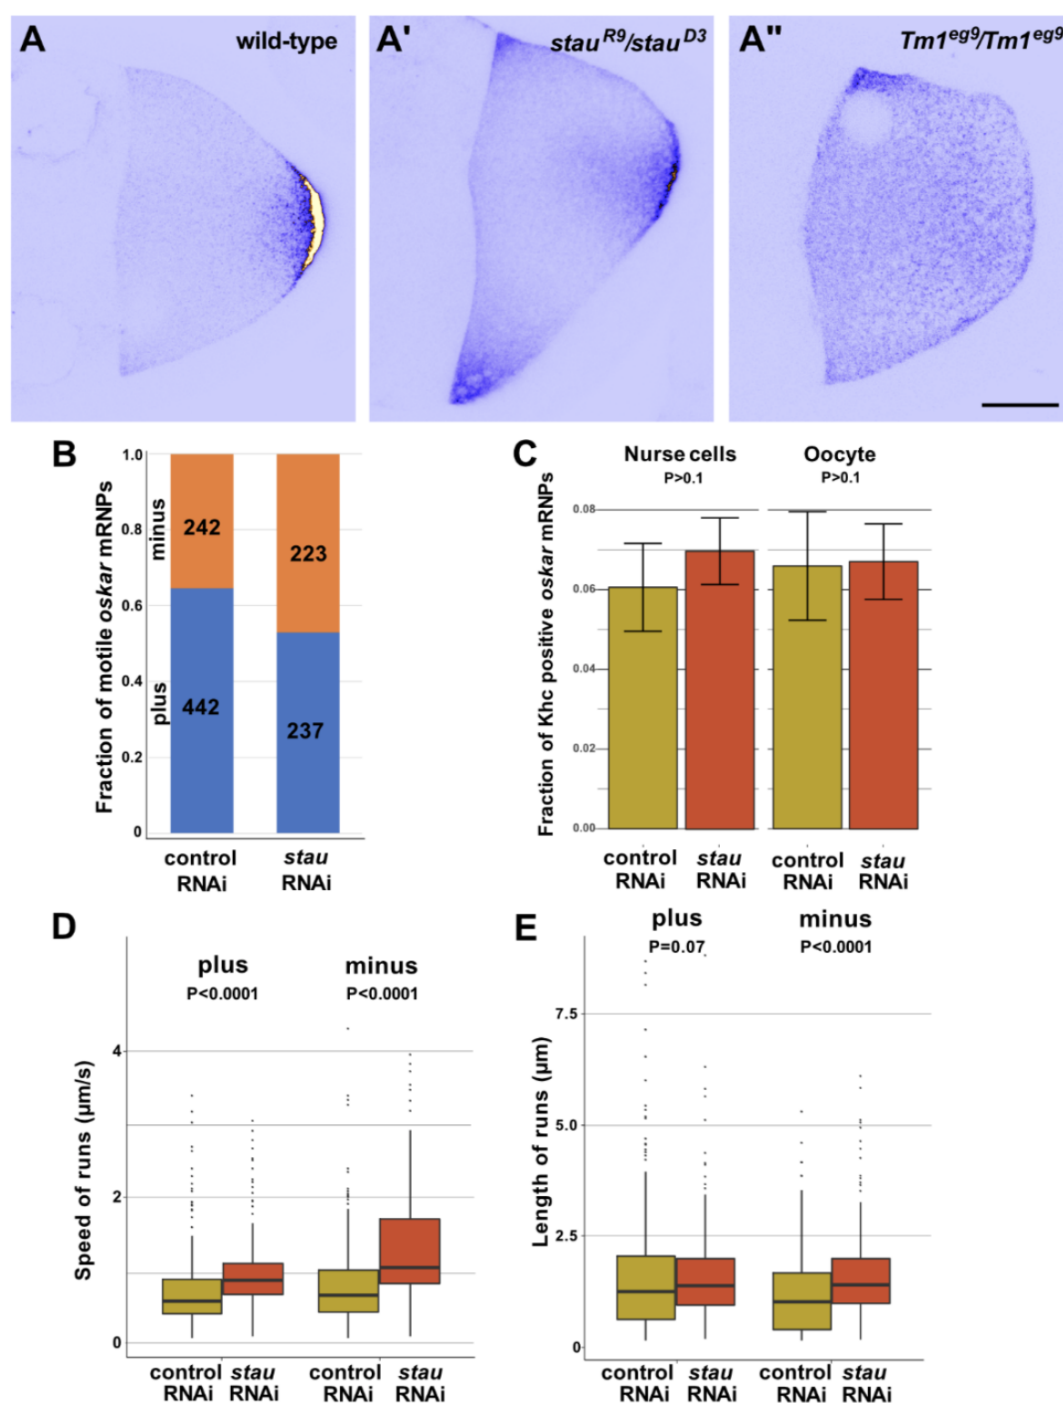 A
wild-type
A'
stau R9/stau D3
A"
Tm1eg9/Tm1eg9
B
Fraction of motile oskar mRNPs
1.0
0.8
0.6
0.4
0.2
0
minus
plus
242
442
223
237
control
RNAi
stau
RNAi
C
Nurse cells
P>0.1
Oocyte
P>0.1
Fraction of Khc positive oskar mRNPs
0.08
0.06
0.04
0.02
0.00
control
RNAi
stau
RNAi
control
RNAi
stau
RNAi
D
plus
P<0.0001
minus
P<0.0001
Speed of runs (µm/s)
4
2
0
control
RNAi
stau
RNAi
control
RNAi
stau
RNAi
E
plus
P=0.07
minus
P<0.0001
Length of runs (µm)
7.5
5.0
2.5
0
control
RNAi
stau
RNAi
control
RNAi
stau
RNAi